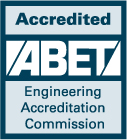 Accredited
ABET
Engineering
Accreditation
Commission